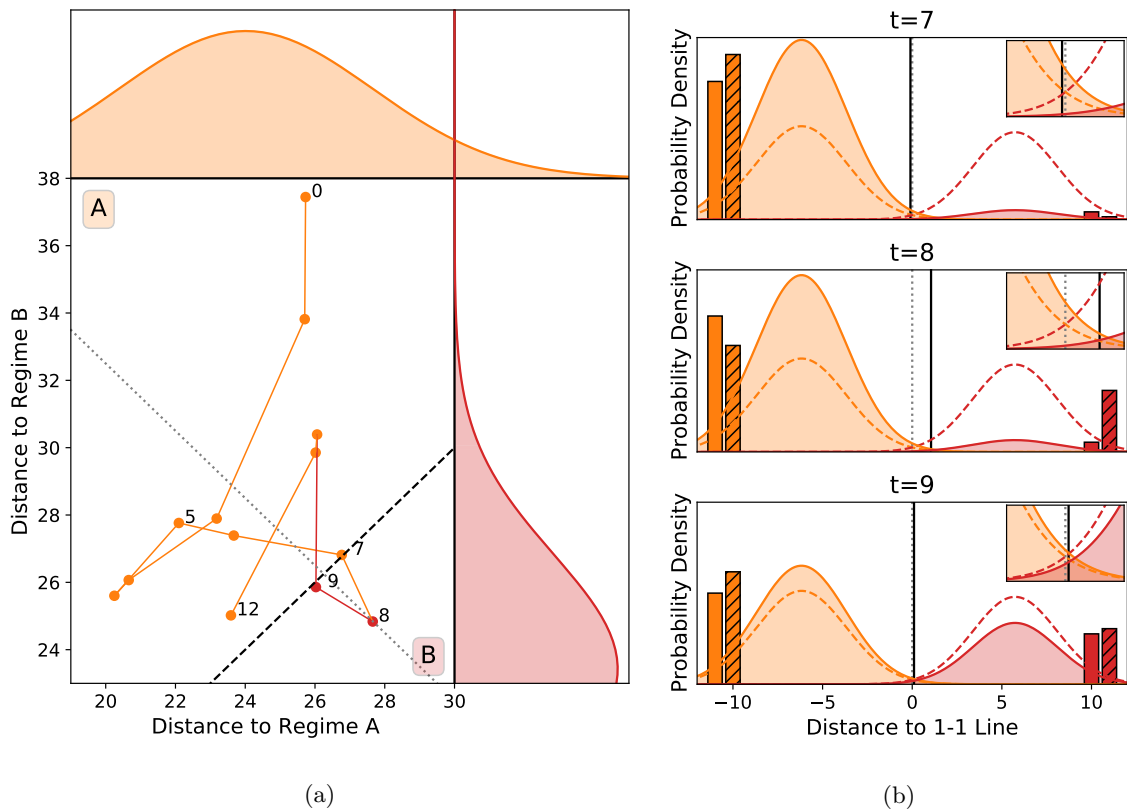 t=7
Probability Density
38
A
0
36
34
Distance to Regime B
32
30
28
5
7
26
9
12
8
24
B
20
22
24
26
28
30
Distance to Regime A
t=8
Probability Density
t=9
Probability Density
−10
−5
0
5
10
Distance to 1-1 Line
(a)
(b)